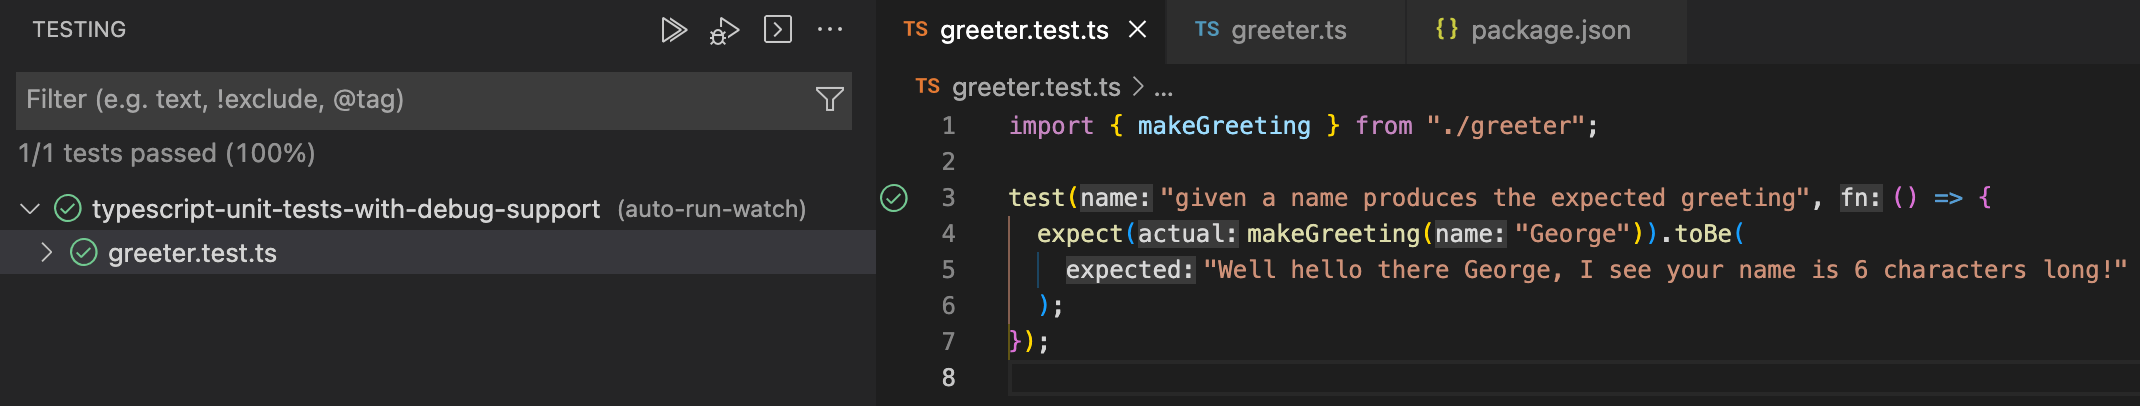 TESTING
Filter (e.g. text, !exclude, @tag)
1/1 tests passed (100%)
typescript-unit-tests-with-debug-support (auto-run-watch)
greeter.test.ts
TS greeter.test.ts TS greeter.ts {} package.json
TS greeter.test.ts > ...
1 import { makeGreeting } from "./greeter";
2
3 test(name: "given a name produces the expected greeting", fn: () => {
4 expect(actual: makeGreeting(name: "George")).toBe(
5 expected: "Well hello there George, I see your name is 6 characters long!"
6 );
7 });
8